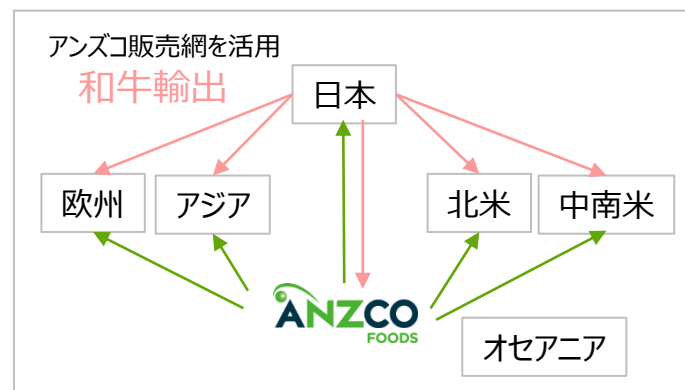 アンズコ販売網を活用
和牛輸出
日本
欧州
アジア
北米
中南米
ANZCO
FOODS
オセアニア